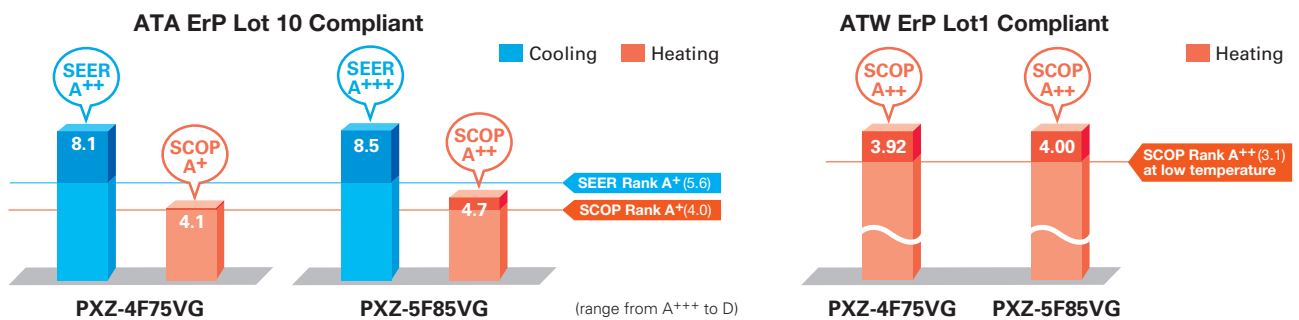 ATA ErP Lot 10 Compliant
Cooling
Heating
SEER
A++
8.1
SCOP
A+
4.1
SEER
A+++
8.5
SCOP
A++
4.7
SEER Rank A+(5.6)
SCOP Rank A+(4.0)
PXZ-4F75VG
PXZ-5F85VG
(range from A+++ to D)
ATW ErP Lot1 Compliant
Heating
SCOP
A++
3.92
SCOP
A++
4.00
SCOP Rank A++(3.1)
at low temperature
PXZ-4F75VG
PXZ-5F85VG